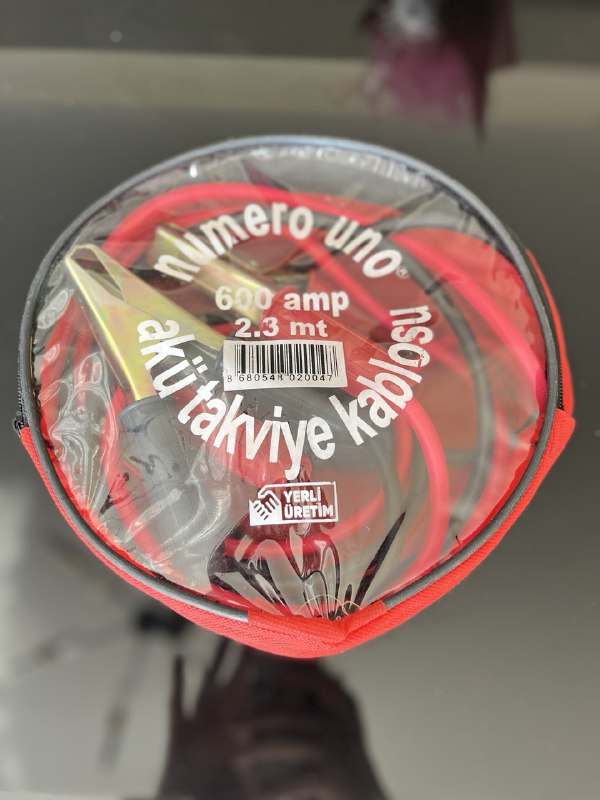 numero uno®
600 amp
2.3 mt
8 680548 020047
akü takviye kablosu
YERLİ
ÜRETİM